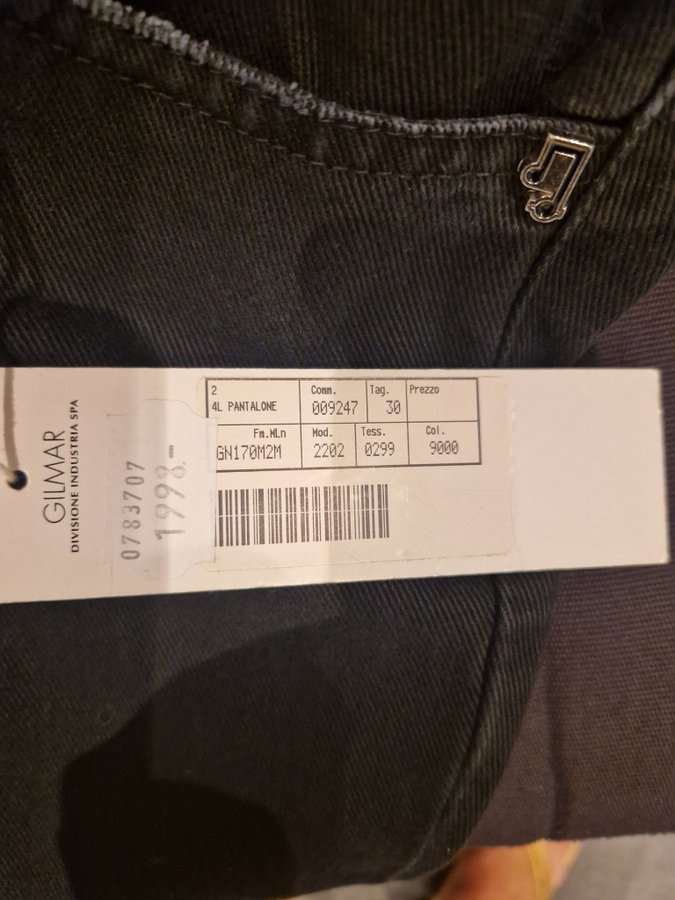 GILMAR
DIVISIONE INDUSTRIA SPA
0783707
1998.-
2
4L PANTALONE
Comm.
009247
Tag.
30
Prezzo
Fm.MLn
GN170M2M
Mod.
2202
Tess.
0299
Col.
9000